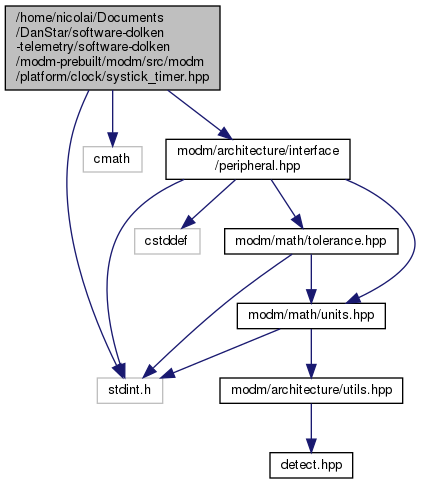 /home/nicolai/Documents
/DanStar/software-dolken
-telemetry/software-dolken
/modm-prebuilt/modm/src/modm
/platform/clock/systick_timer.hpp
cmath
modm/architecture/interface
/peripheral.hpp
cstddef
modm/math/tolerance.hpp
modm/math/units.hpp
stdint.h
modm/architecture/utils.hpp
detect.hpp